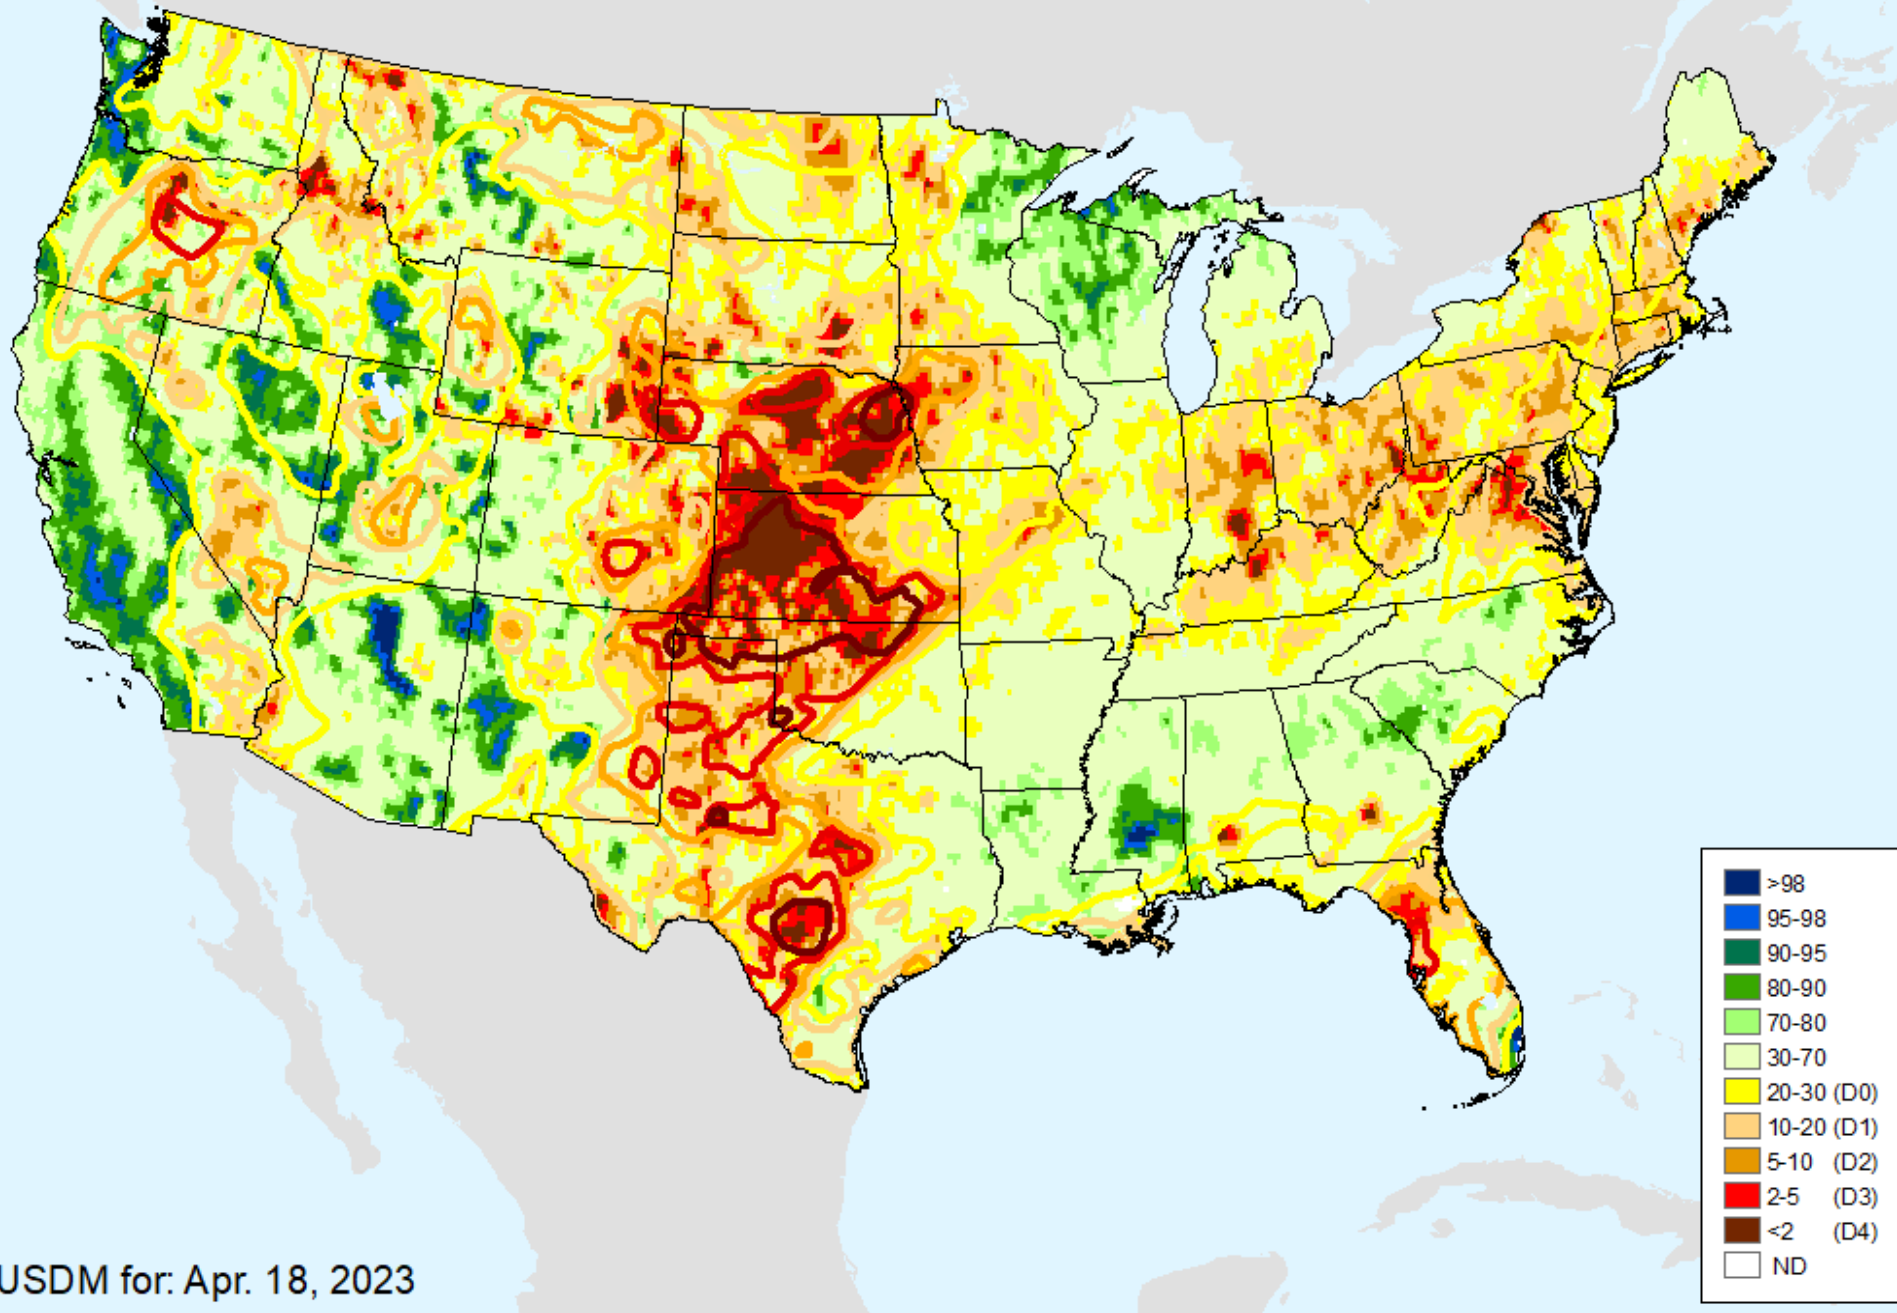 >98
95-98
90-95
80-90
70-80
30-70
20-30 (D0)
10-20 (D1)
5-10 (D2)
2-5 (D3)
<2 (D4)
ND
USDM for: Apr. 18, 2023